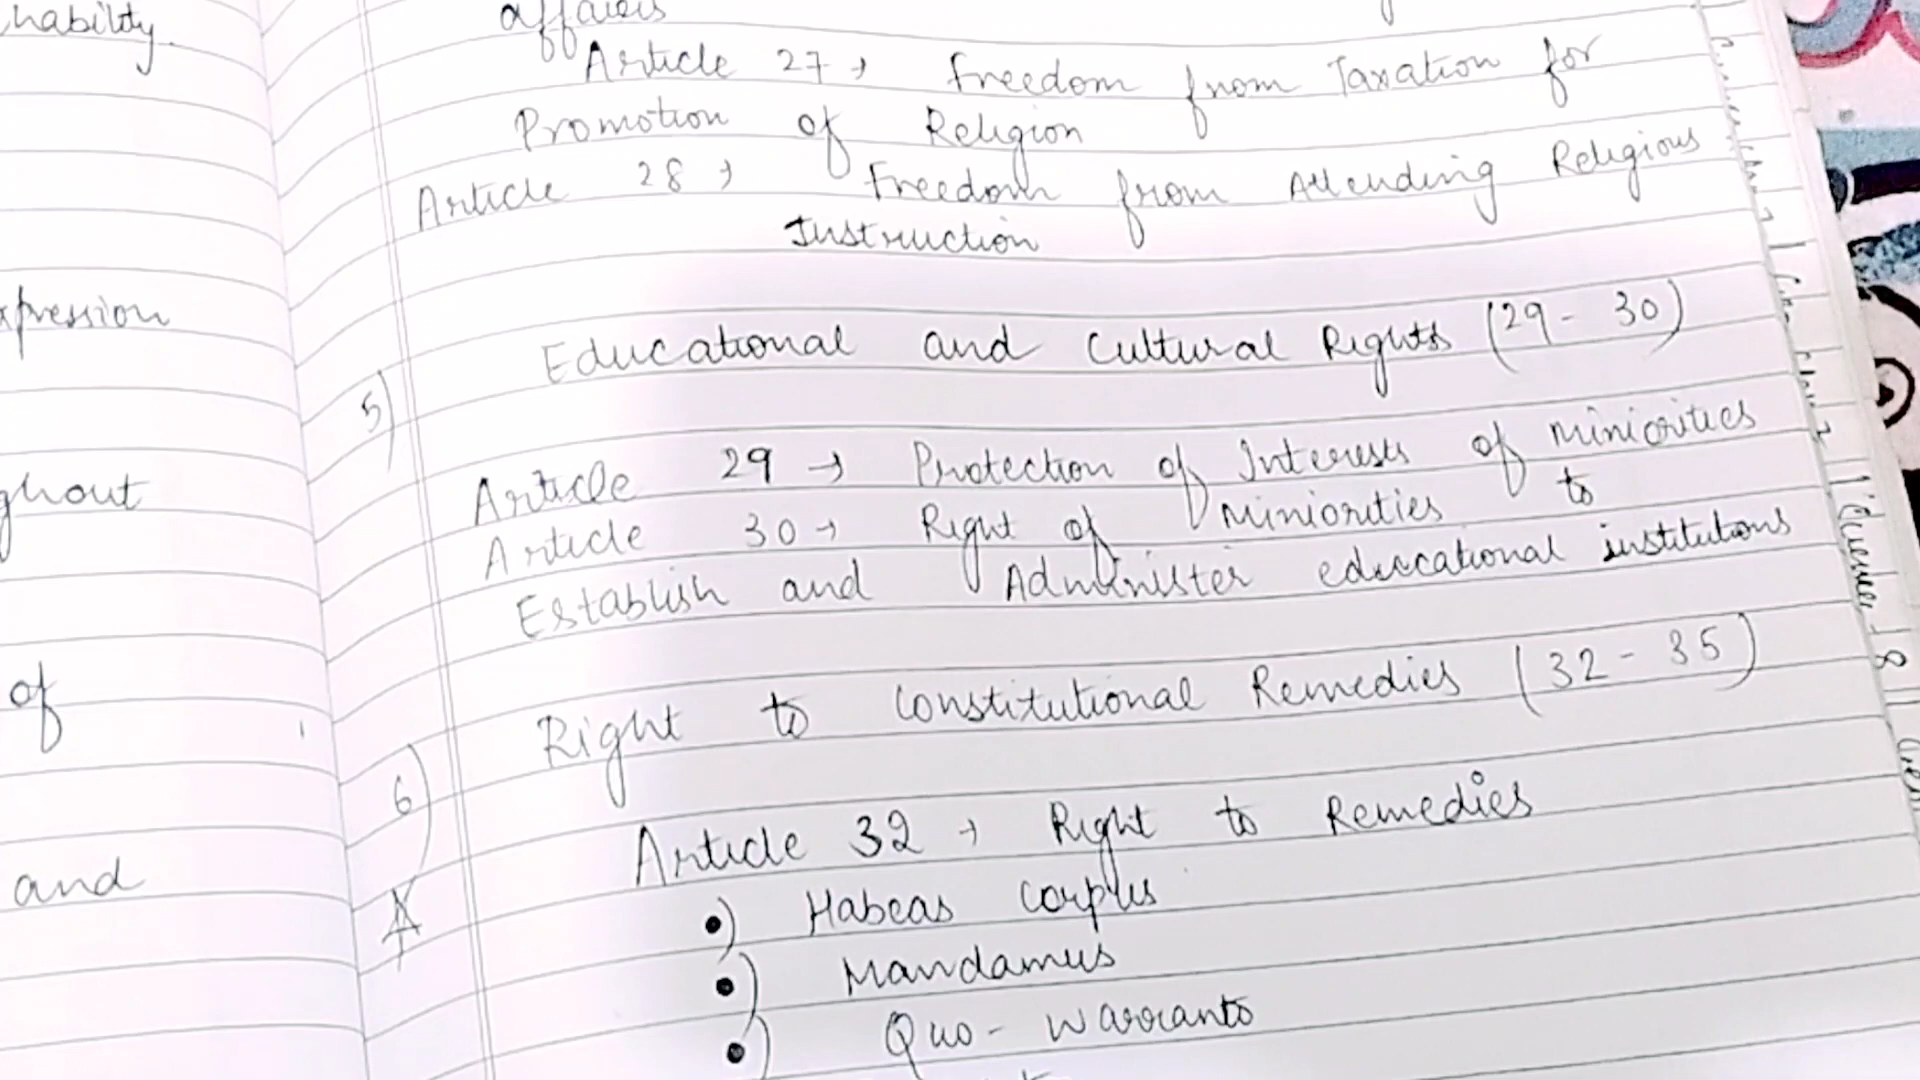 nability.
xpression
ghout
of
and
affairs
Article 27 → Freedom from Taxation for
Promotion of Religion
Article 28 → Freedom from Attending Religious
Instruction
5) Educational and Cultural Rights (29 - 30)
Article 29 → Protection of Interests of Miniorities
Article 30 → Right of Miniorities to
Establish and Administer educational institutions
6) Right to Constitutional Remedies (32 - 35)
Article 32 → Right to Remedies
•) Habeas Corpus
•) Mandamus
•) Quo - Warranto